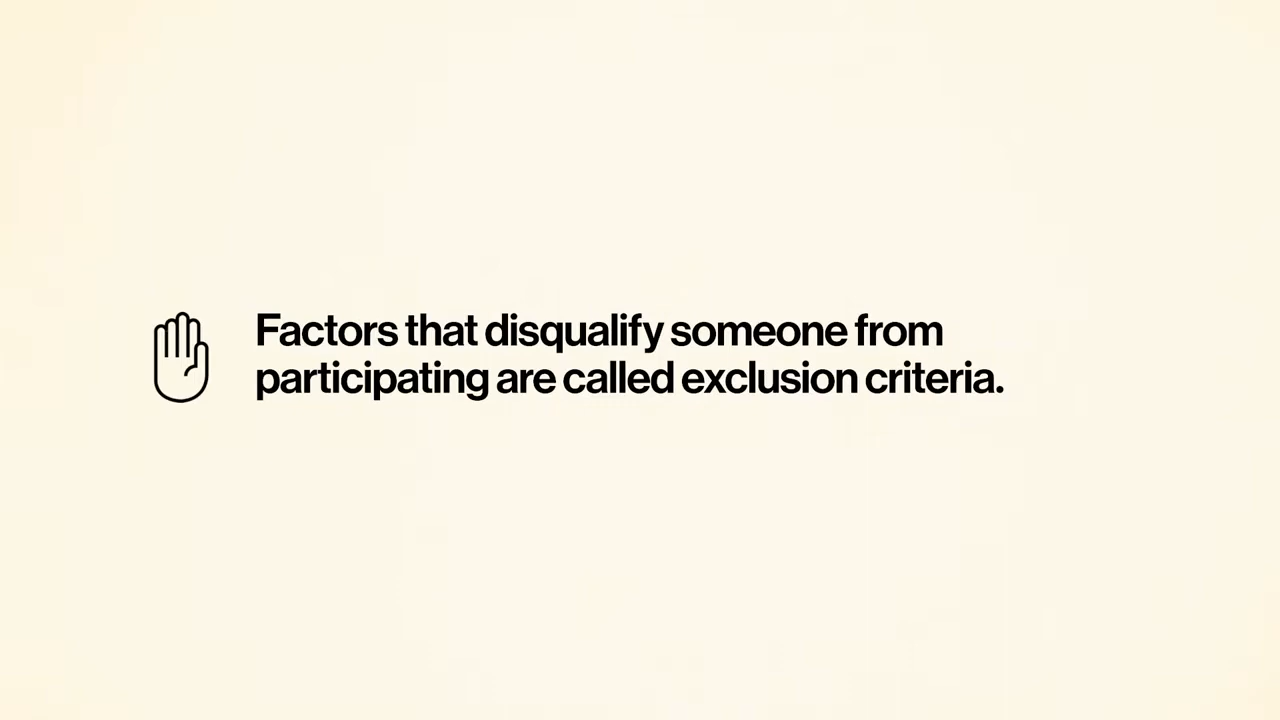 Factors that disqualify someone from
participating are called exclusion criteria.